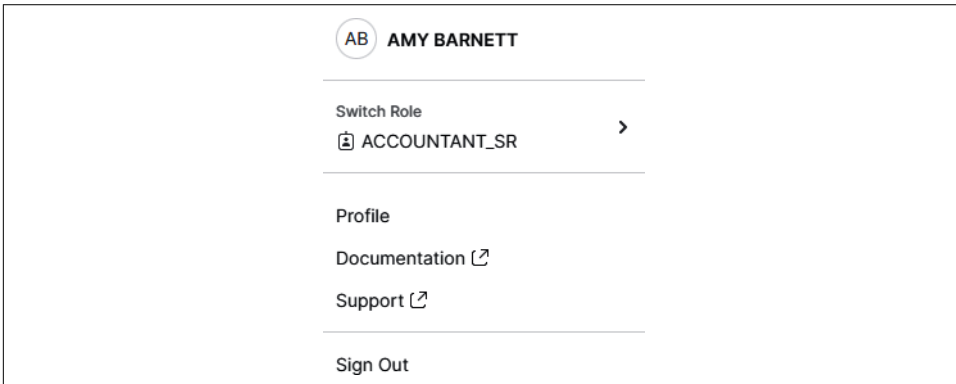 AB AMY BARNETT
Switch Role
ACCOUNTANT_SR
Profile
Documentation
Support
Sign Out